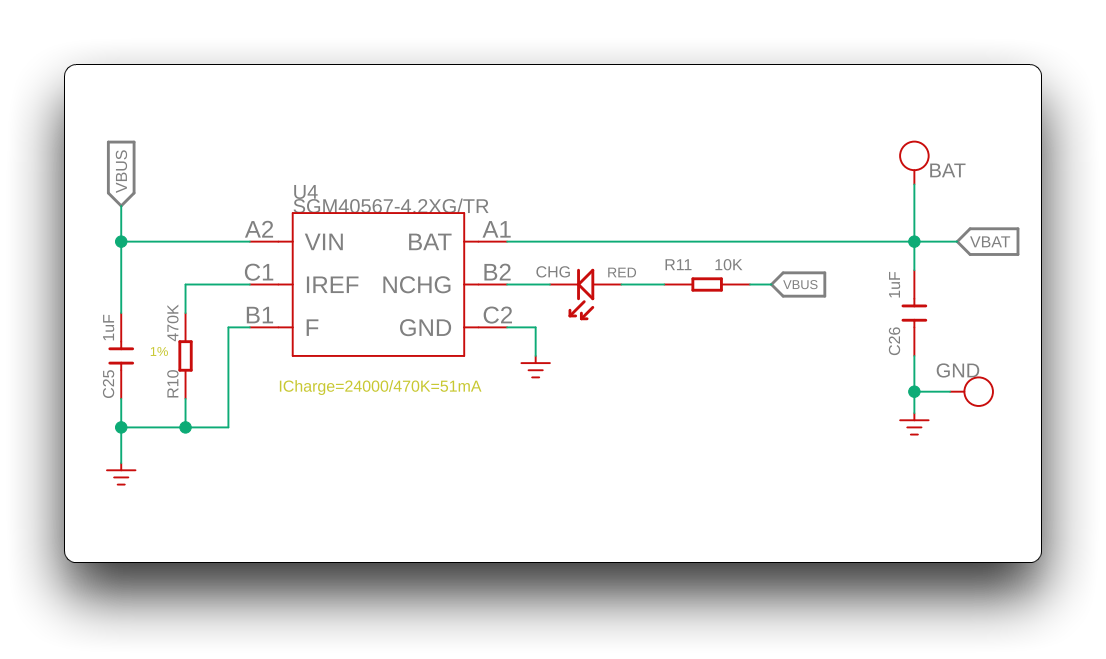 VBUS
U4
SGM40567-4.2XG/TR
A2
VIN
BAT
A1
C1
IREF
NCHG
B2
B1
F
GND
C2
1uF
C25
1%
470K
R10
ICharge=24000/470K=51mA
CHG
RED
R11
10K
VBUS
BAT
VBAT
1uF
C26
GND